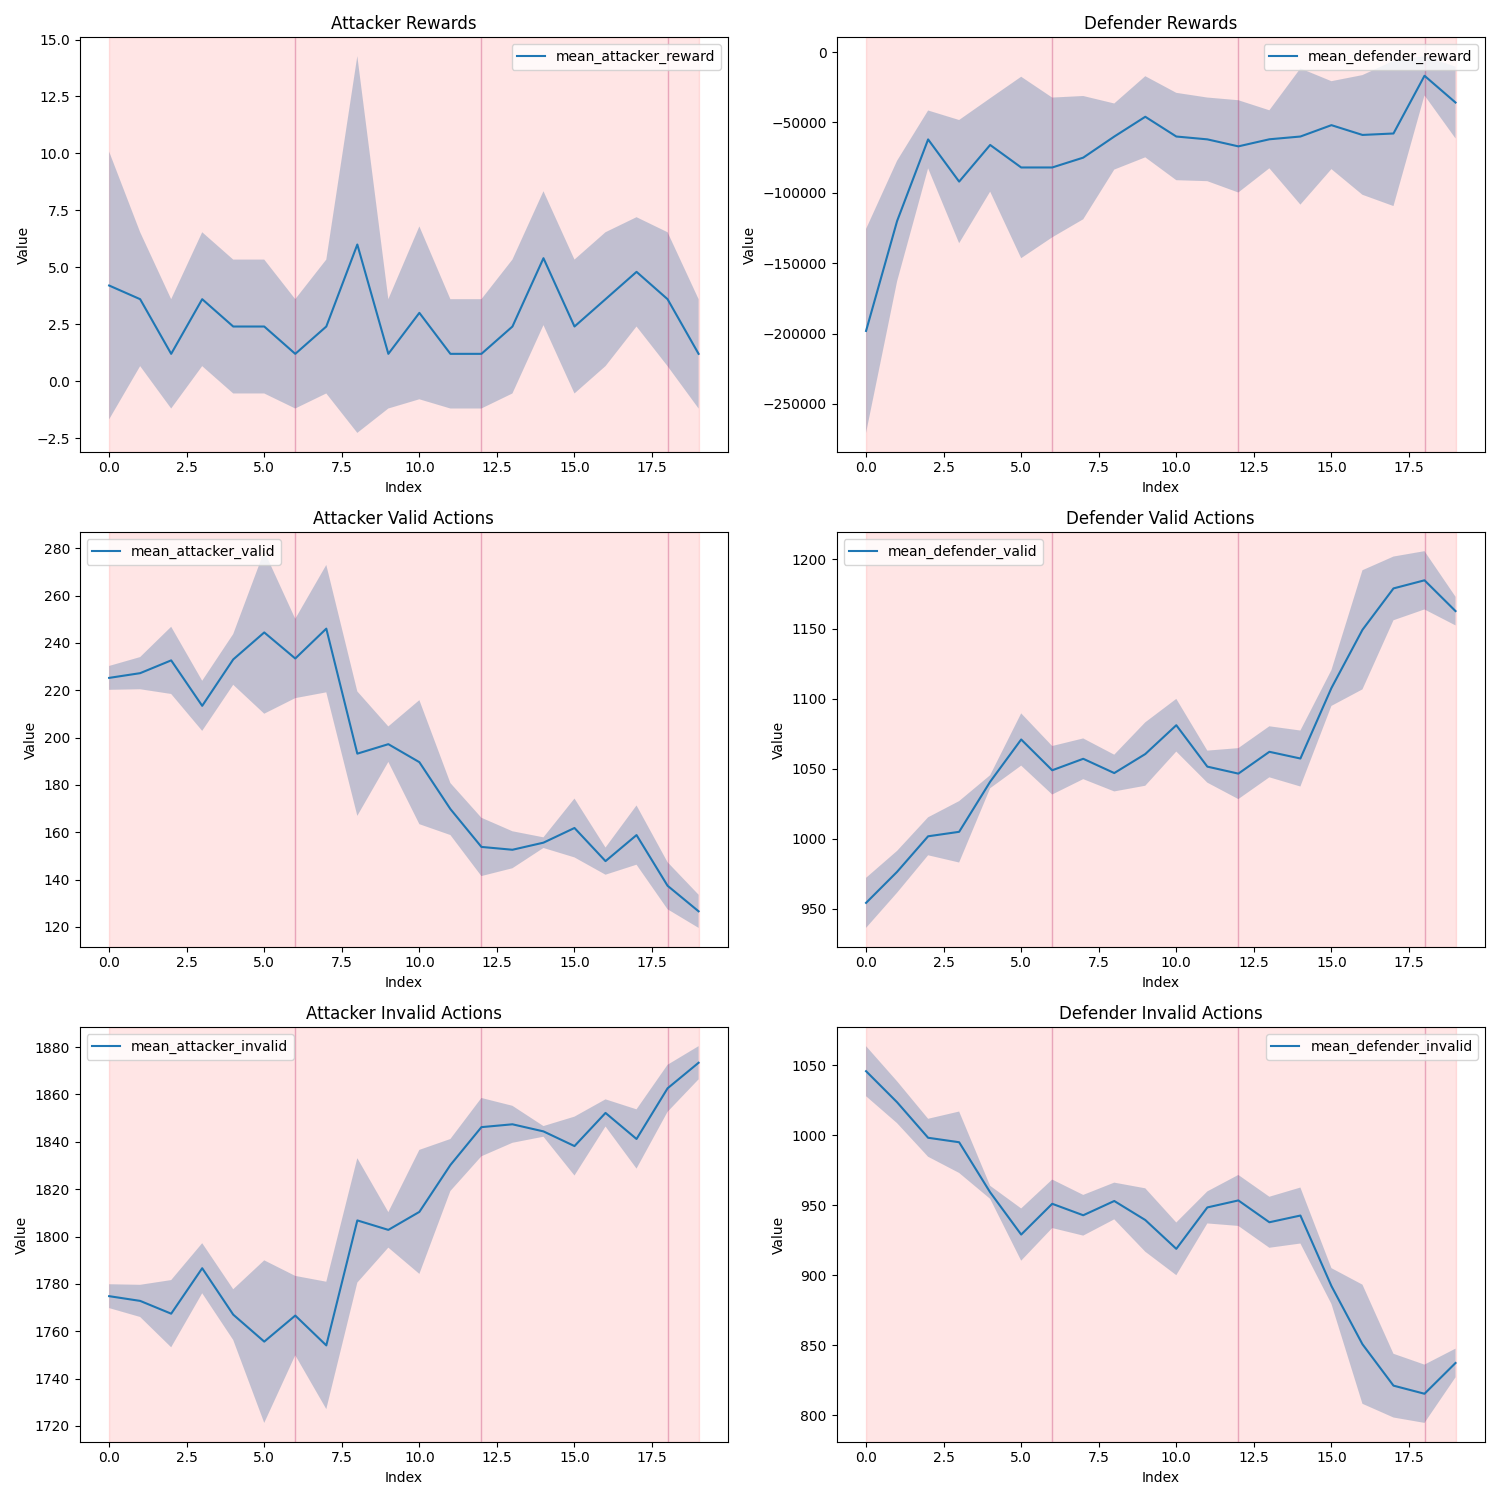 Attacker Rewards
mean_attacker_reward
15.0
12.5
10.0
7.5
5.0
2.5
0.0
−2.5
Value
0.0 2.5 5.0 7.5 10.0 12.5 15.0 17.5
Index
Defender Rewards
mean_defender_reward
0
−50000
−100000
−150000
−200000
−250000
Value
0.0 2.5 5.0 7.5 10.0 12.5 15.0 17.5
Index
Attacker Valid Actions
mean_attacker_valid
280
260
240
220
200
180
160
140
120
Value
0.0 2.5 5.0 7.5 10.0 12.5 15.0 17.5
Index
Defender Valid Actions
mean_defender_valid
1200
1150
1100
1050
1000
950
Value
0.0 2.5 5.0 7.5 10.0 12.5 15.0 17.5
Index
Attacker Invalid Actions
mean_attacker_invalid
1880
1860
1840
1820
1800
1780
1760
1740
1720
Value
0.0 2.5 5.0 7.5 10.0 12.5 15.0 17.5
Index
Defender Invalid Actions
mean_defender_invalid
1050
1000
950
900
850
800
Value
0.0 2.5 5.0 7.5 10.0 12.5 15.0 17.5
Index